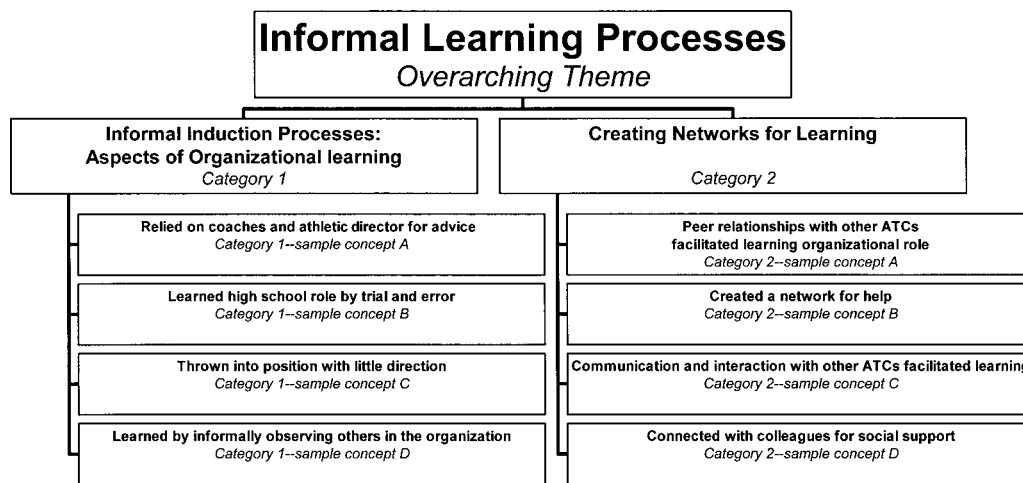 Informal Learning Processes
Overarching Theme
Informal Induction Processes:
Aspects of Organizational learning
Category 1
Relied on coaches and athletic director for advice
Category 1--sample concept A
Learned high school role by trial and error
Category 1--sample concept B
Thrown into position with little direction
Category 1--sample concept C
Learned by informally observing others in the organization
Category 1--sample concept D
Creating Networks for Learning
Category 2
Peer relationships with other ATCs
facilitated learning organizational role
Category 2--sample concept A
Created a network for help
Category 2--sample concept B
Communication and interaction with other ATCs facilitated learning
Category 2--sample concept C
Connected with colleagues for social support
Category 2--sample concept D